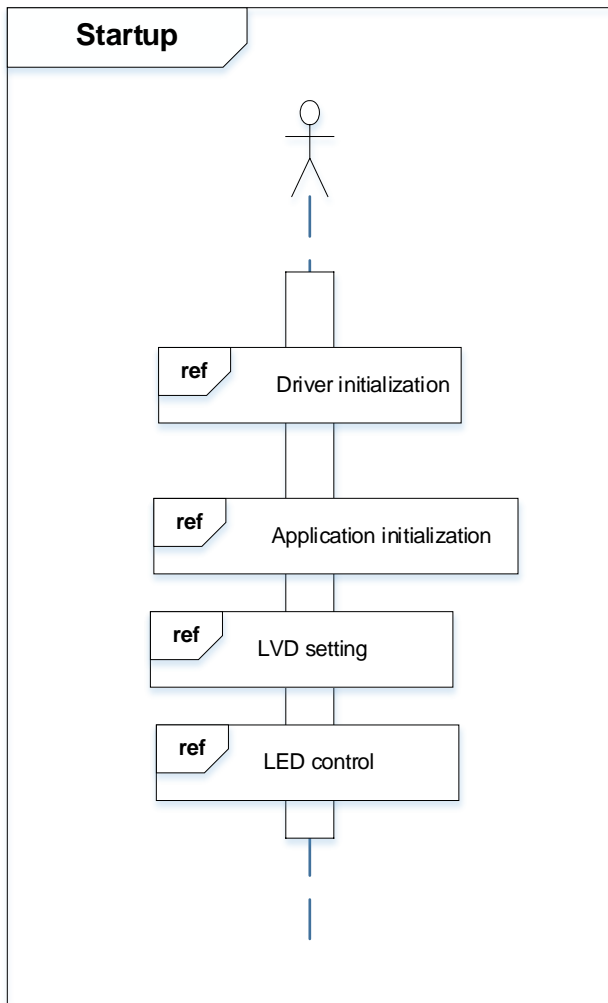 Startup
ref
Driver initialization
ref
Application initialization
ref
LVD setting
ref
LED control